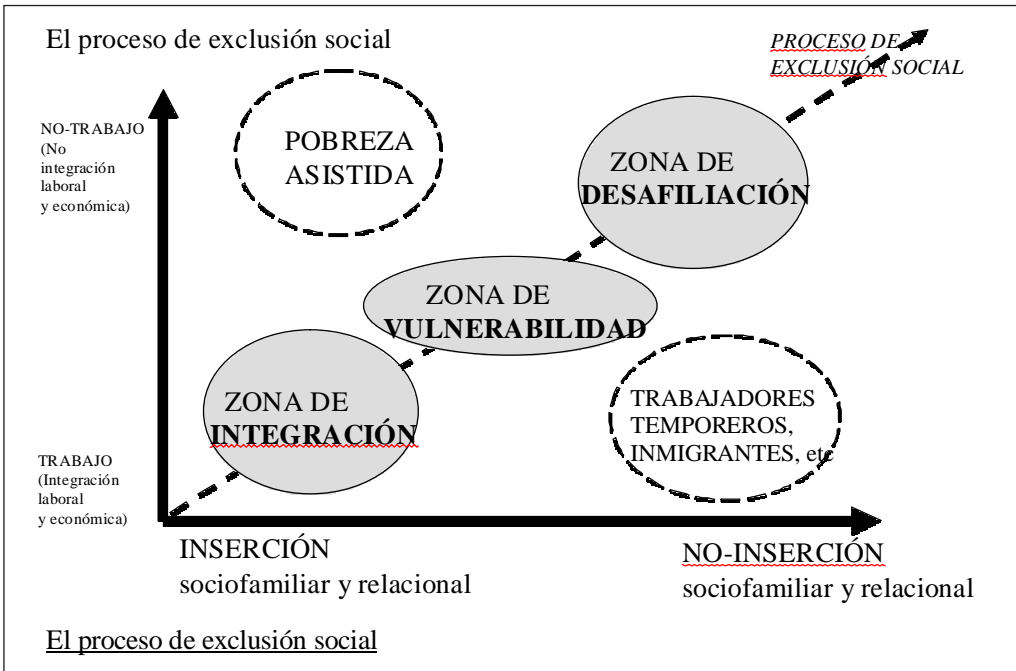 El proceso de exclusión social
PROCESO DE
EXCLUSIÓN SOCIAL
NO-TRABAJO
(No
integración
laboral
y económica)
POBREZA
ASISTIDA
ZONA DE
DESAFILIACIÓN
ZONA DE
VULNERABILIDAD
ZONA DE
INTEGRACIÓN
TRABAJADORES
TEMPOREROS,
INMIGRANTES, etc
TRABAJO
(Integración
laboral
y económica)
INSERCIÓN
sociofamiliar y relacional
NO-INSERCIÓN
sociofamiliar y relacional
El proceso de exclusión social